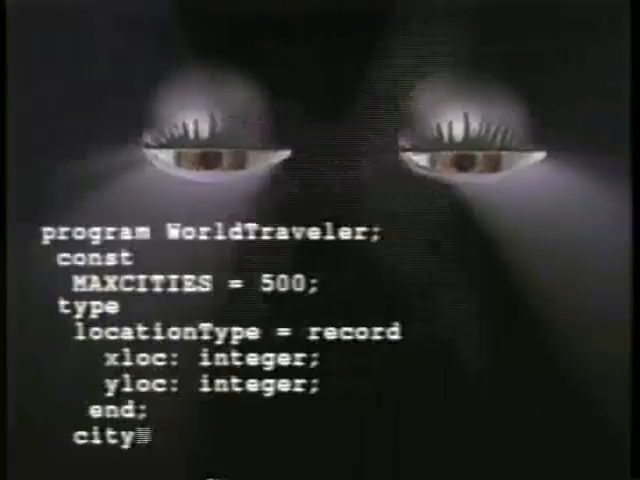 program WorldTraveler;
const
MAXCITIES = 500;
type
locationType = record
xloc: integer;
yloc: integer;
end;
city